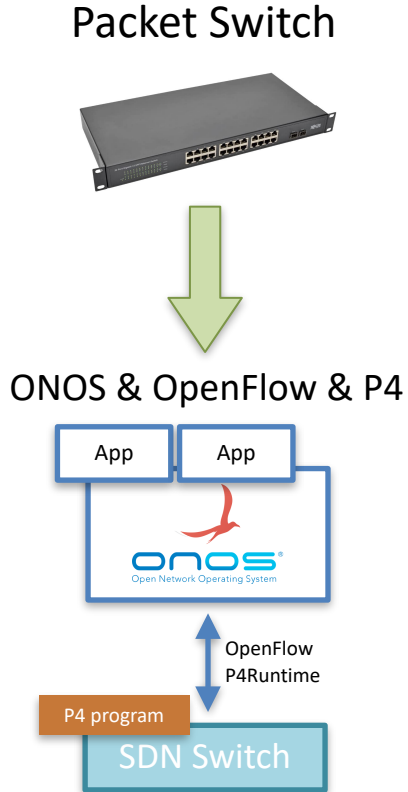 Packet Switch
ONOS & OpenFlow & P4
App
App
onos®
Open Network Operating System
OpenFlow
P4Runtime
P4 program
SDN Switch